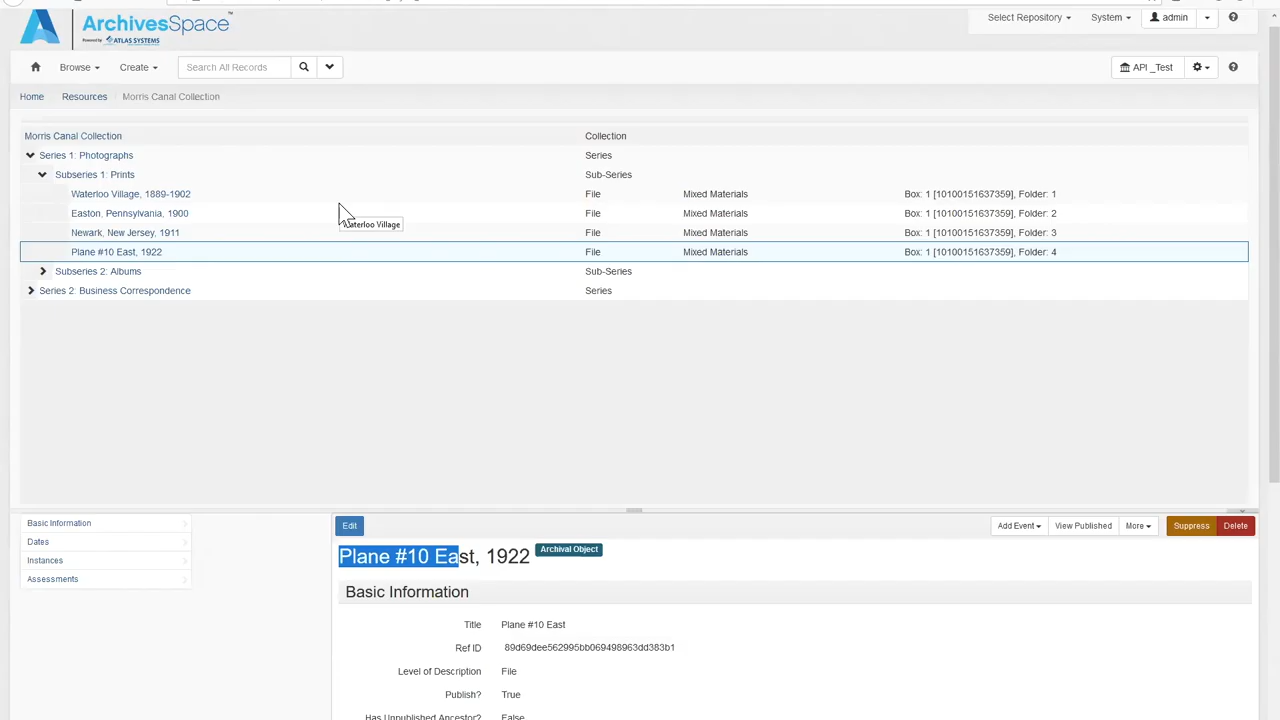 ArchivesSpace™
Powered by ATLAS SYSTEMS
Select Repository System admin
Browse Create Search All Records API _Test
Home Resources / Morris Canal Collection
Morris Canal Collection Collection
Series 1: Photographs Series
Subseries 1: Prints Sub-Series
Waterloo Village, 1889-1902 File Mixed Materials Box: 1 [10100151637359], Folder: 1
Easton, Pennsylvania, 1900 File Mixed Materials Box: 1 [10100151637359], Folder: 2
aterloo Village
Newark, New Jersey, 1911 File Mixed Materials Box: 1 [10100151637359], Folder: 3
Plane #10 East, 1922 File Mixed Materials Box: 1 [10100151637359], Folder: 4
Subseries 2: Albums Sub-Series
Series 2: Business Correspondence Series
Basic Information
Dates
Instances
Assessments
Edit Add Event View Published More Suppress Delete
Plane #10 East, 1922 Archival Object
Basic Information
Title Plane #10 East
Ref ID 89d69dee562995bb069498963dd383b1
Level of Description File
Publish? True
Has Unpublished Ancestor? False